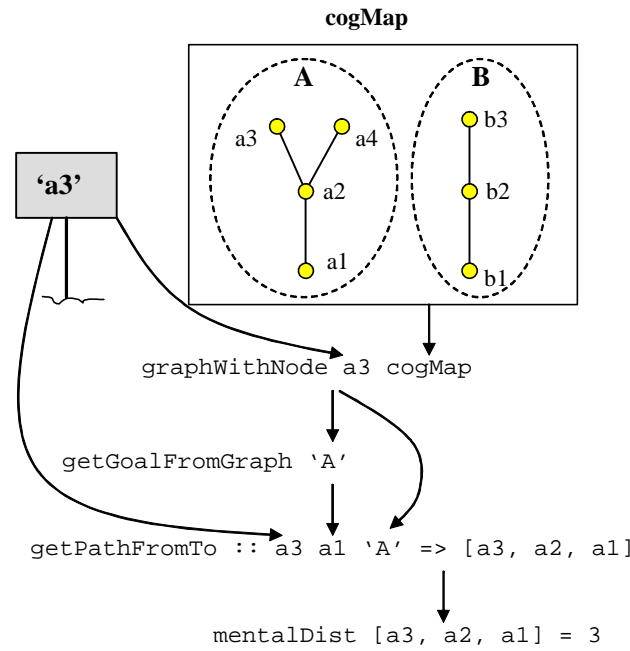 cogMap
A B
a3 a4 b3
‘a3’
a2 b2
a1 b1
graphWithNode a3 cogMap
getGoalFromGraph ‘A’
getPathFromTo :: a3 a1 ‘A’ => [a3, a2, a1]
mentalDist [a3, a2, a1] = 3